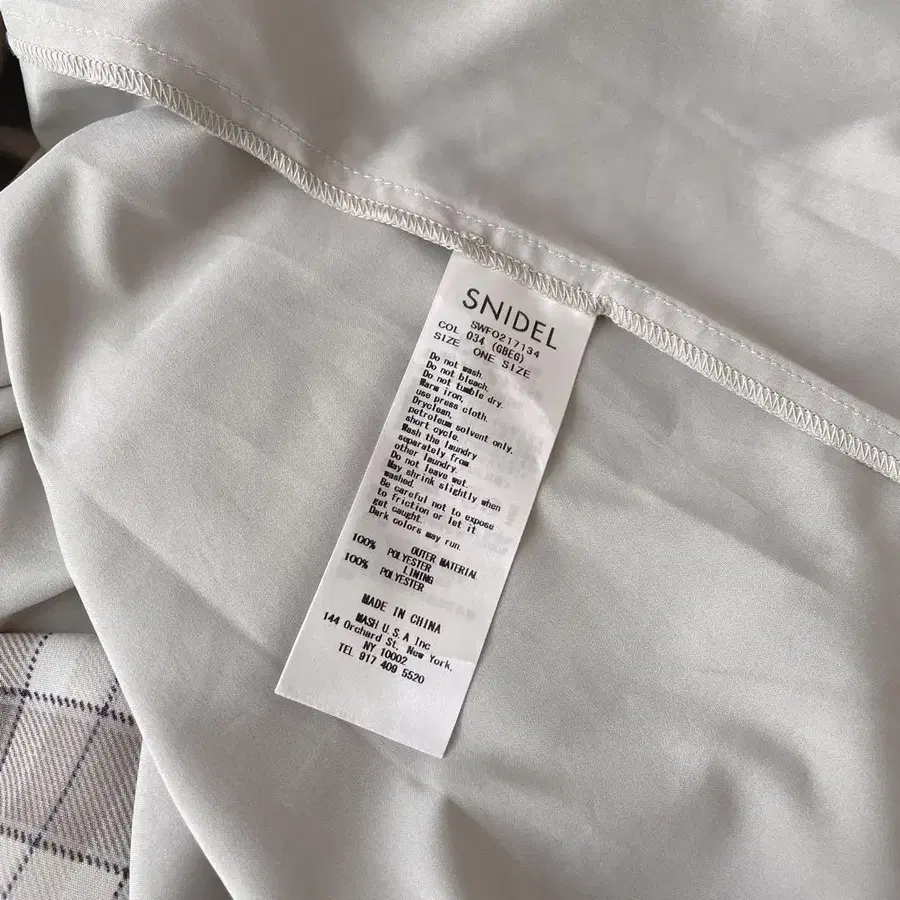 SNIDEL
SWFO217134
COL 034 (GBEG)
SIZE ONE SIZE
Do not wash.
Do not bleach.
Do not tumble dry.
Warm iron,
use press cloth.
Dryclean,
petroleum solvent only,
short cycle.
Wash the laundry
separately from
other laundry.
Do not leave wet.
May shrink slightly when
washed.
Be careful not to expose
to friction or let it
get caught.
Dark colors may run.
OUTER MATERIAL
100% POLYESTER
LINING
100% POLYESTER
MADE IN CHINA
MASH U.S.A Inc
144 Orchard St, New York,
NY 10002
TEL 917 409 5520